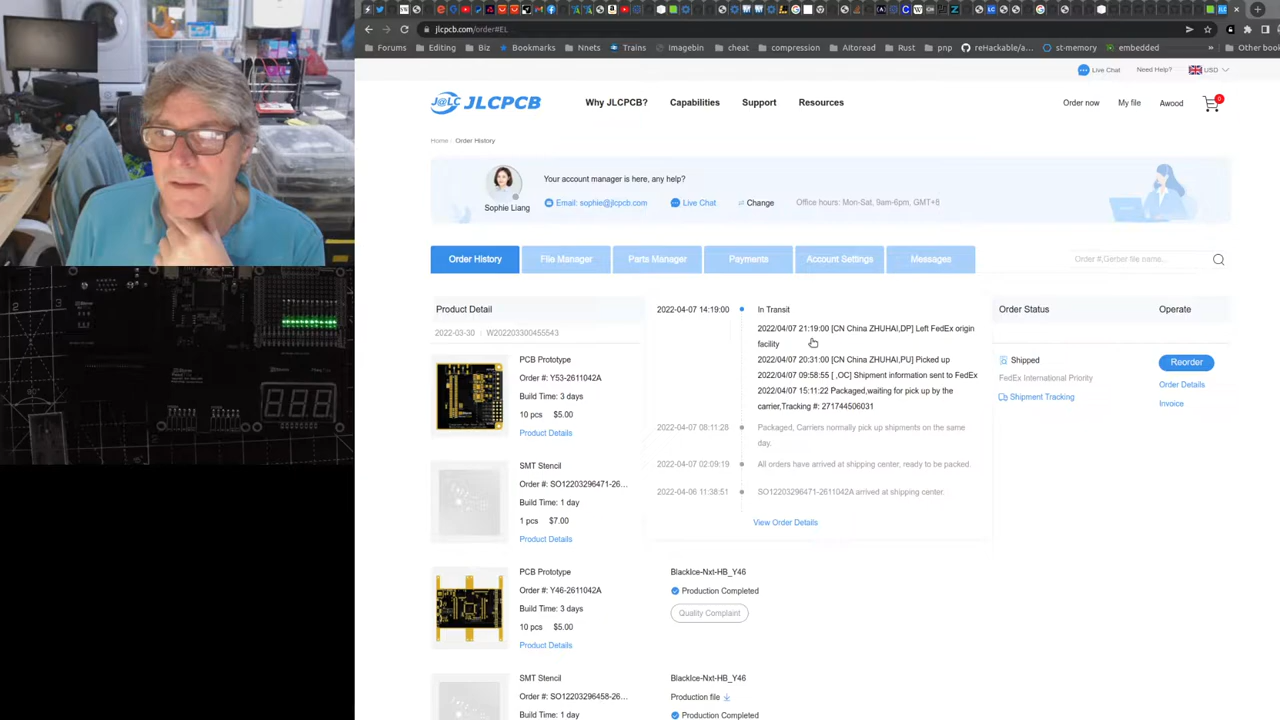 jlcpcb.com/order#EL
Forums Editing Biz Bookmarks Nnets Trains Imagebin cheat compression AItoread Rust pnp reHackable/a... st-memory embedded Other book
Live Chat Need Help? USD
J@LC JLCPCB Why JLCPCB? Capabilities Support Resources Order now My file Awood 0
Home Order History
Your account manager is here, any help?
Sophie Liang Email: sophie@jlcpcb.com Live Chat Change Office hours: Mon-Sat, 9am-6pm, GMT+8
Order History File Manager Parts Manager Payments Account Settings Messages Order #,Gerber file name...
Product Detail 2022-04-07 14:19:00 In Transit Order Status Operate
2022-03-30 W202203300455543
2022/04/07 21:19:00 [CN China ZHUHAI,DP] Left FedEx origin
facility
2022/04/07 20:31:00 [CN China ZHUHAI,PU] Picked up
2022/04/07 09:58:55 [ ,OC] Shipment information sent to FedEx
2022/04/07 15:11:22 Packaged,waiting for pick up by the
carrier,Tracking #: 271744506031
2022-04-07 08:11:28 Packaged, Carriers normally pick up shipments on the same
day.
2022-04-07 02:09:19 All orders have arrived at shipping center, ready to be packed.
2022-04-06 11:38:51 SO12203296471-2611042A arrived at shipping center.
View Order Details
Shipped
FedEx International Priority
Shipment Tracking
Reorder
Order Details
Invoice
PCB Prototype
Order #: Y53-2611042A
Build Time: 3 days
10 pcs $5.00
Product Details
SMT Stencil
Order #: SO12203296471-26...
Build Time: 1 day
1 pcs $7.00
Product Details
PCB Prototype
Order #: Y46-2611042A
Build Time: 3 days
10 pcs $5.00
Product Details
BlackIce-Nxt-HB_Y46
Production Completed
Quality Complaint
SMT Stencil
Order #: SO12203296458-26...
Build Time: 1 day
BlackIce-Nxt-HB_Y46
Production file
Production Completed